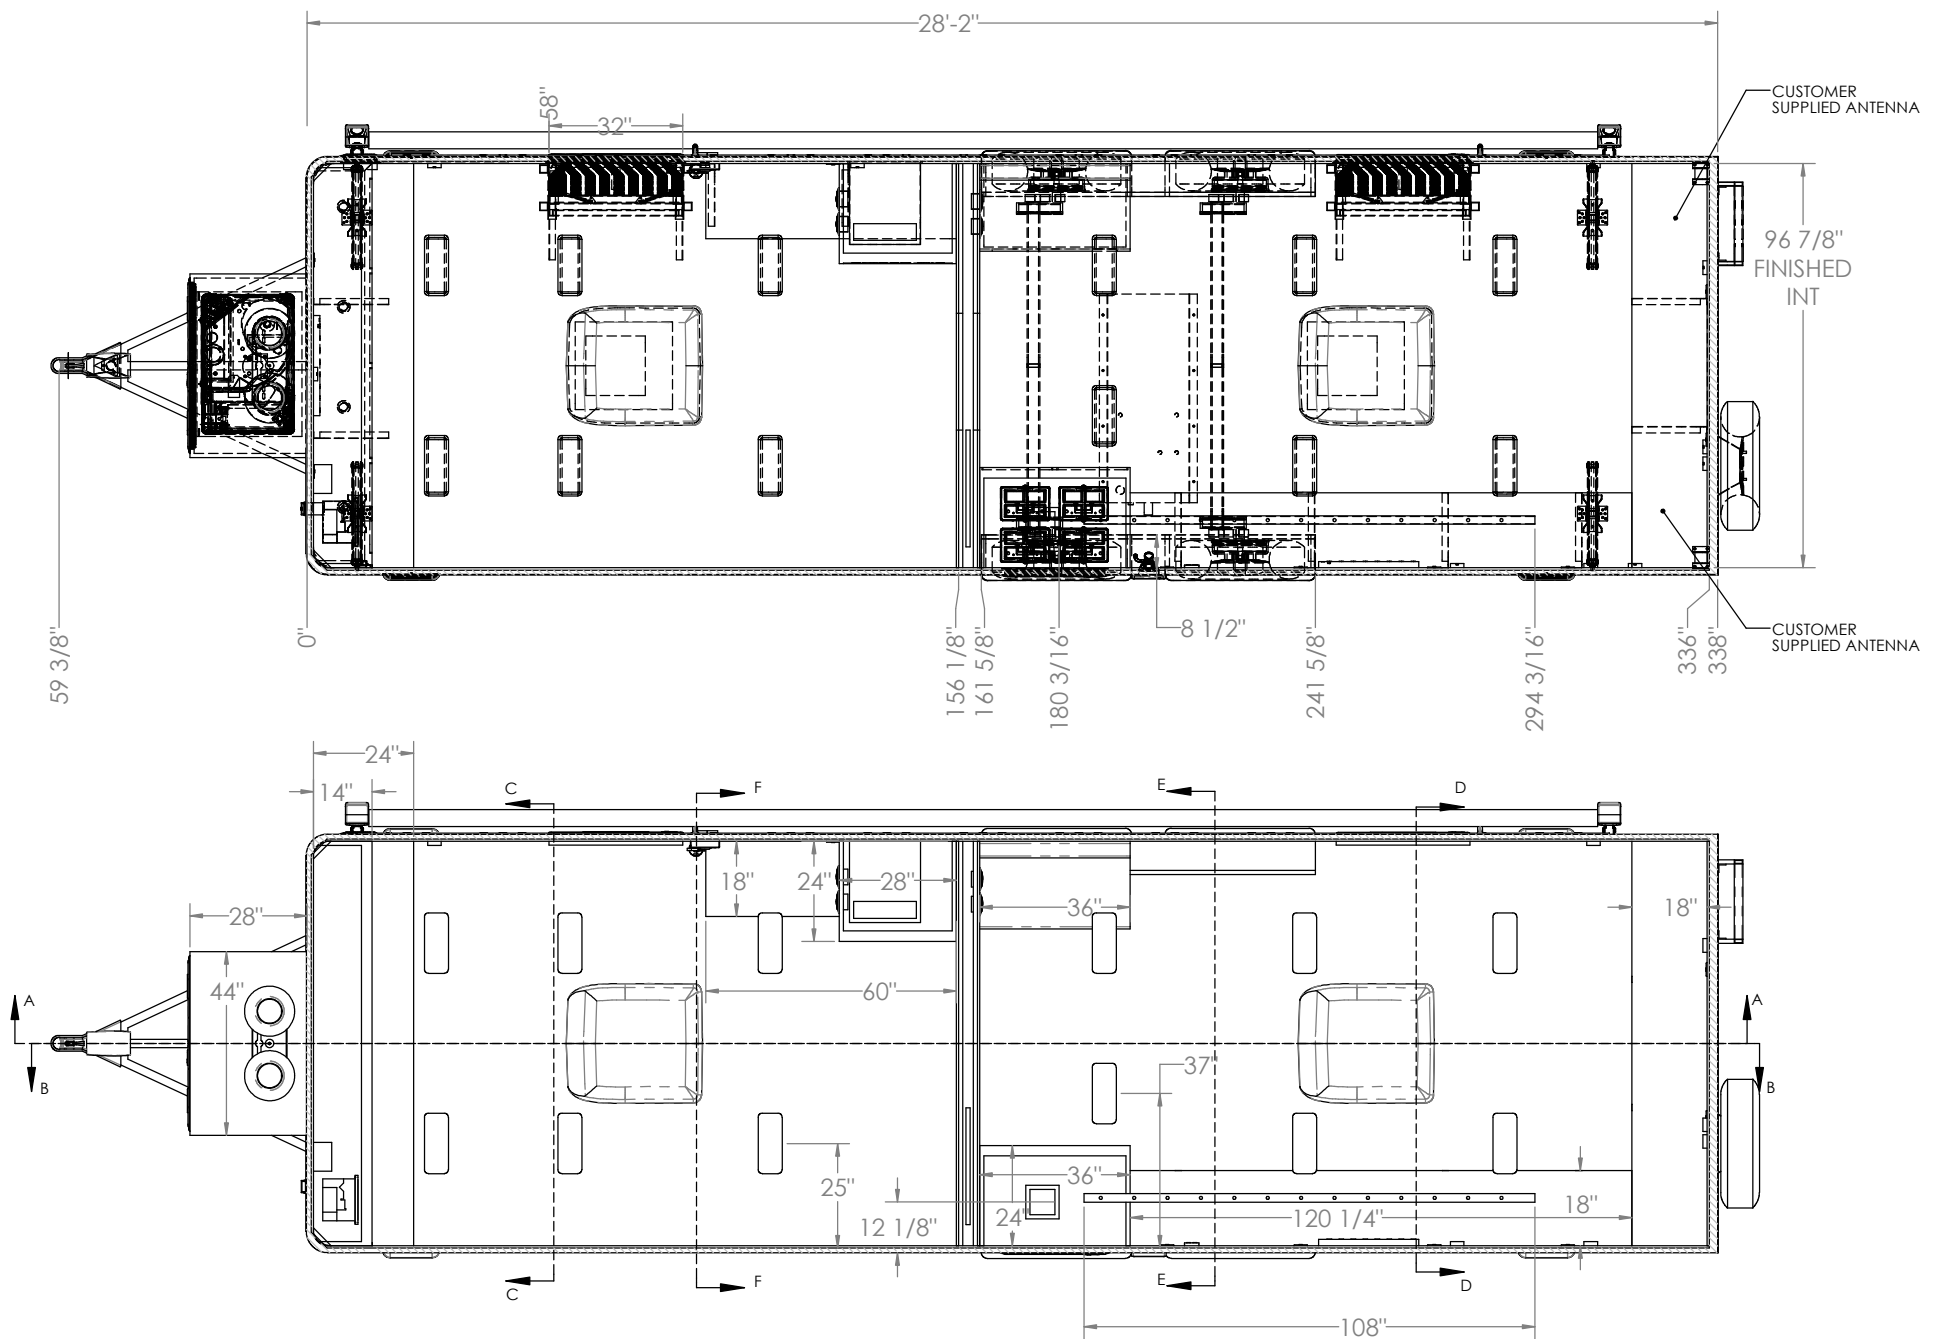 28'-2"
CUSTOMER
SUPPLIED ANTENNA
58"
32"
96 7/8"
FINISHED
INT
59 3/8"
0"
156 1/8"
161 5/8"
180 3/16"
8 1/2"
241 5/8"
294 3/16"
336"
338"
CUSTOMER
SUPPLIED ANTENNA
24"
14"
C
F
E
D
18"
24"
28"
36"
18"
28"
44"
60"
A
A
B
B
37"
25"
36"
18"
12 1/8"
24"
120 1/4"
C
F
E
D
108"